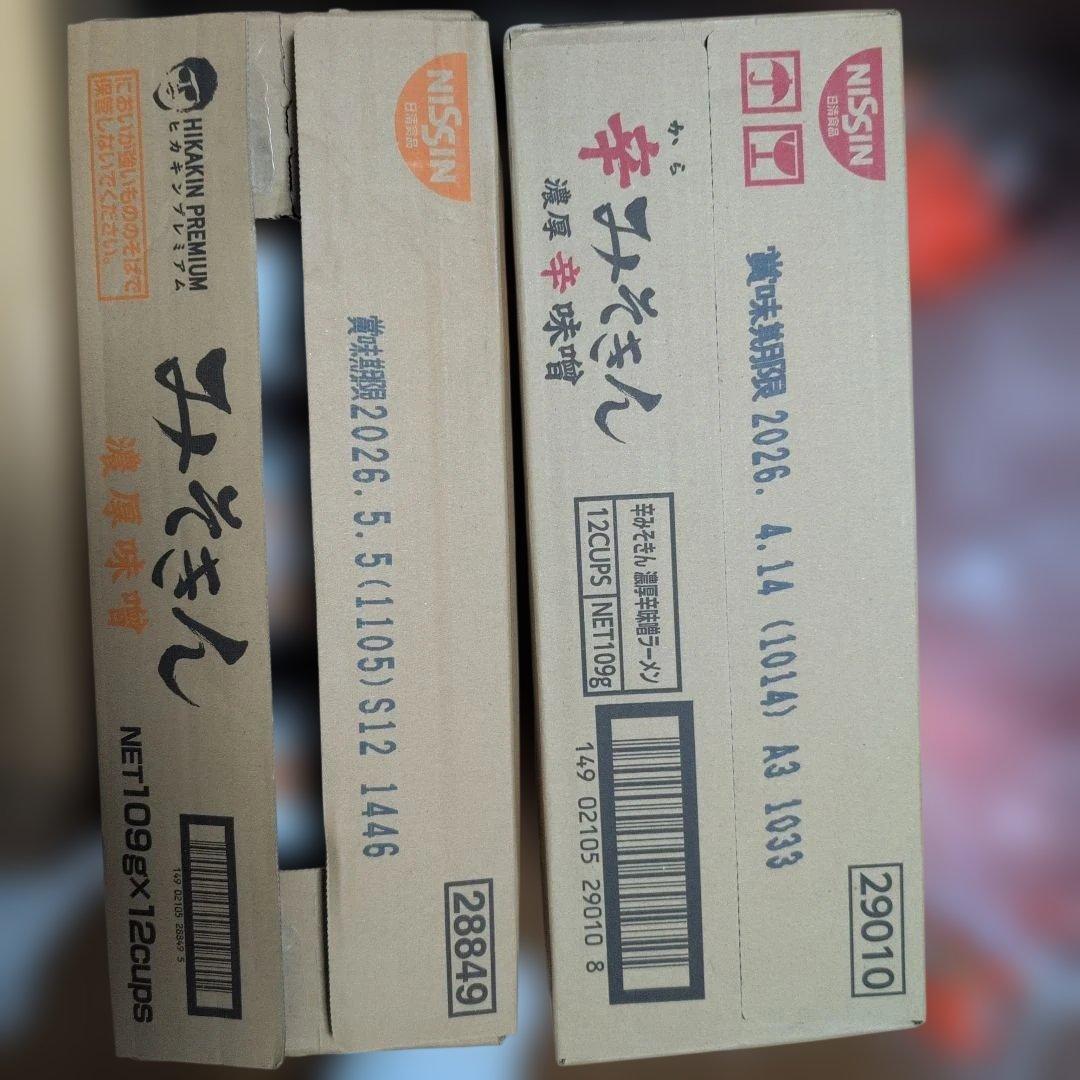 HIKAKIN PREMIUM
ヒカキンプレミアム
においが強いもののそばで
保管しないでください。
みそきん
濃厚味噌
NET109g×12cups
149 02105 28849 5
NISSIN
日清食品
賞味期限2026.5.5(1105)S12 1446
28849
から
辛みそきん
濃厚辛味噌
辛みそきん 濃厚辛味噌ラーメン
12CUPS NET109g
149 02105 29010 8
NISSIN
日清食品
賞味期限2026.4.14(1014)A3 1033
29010